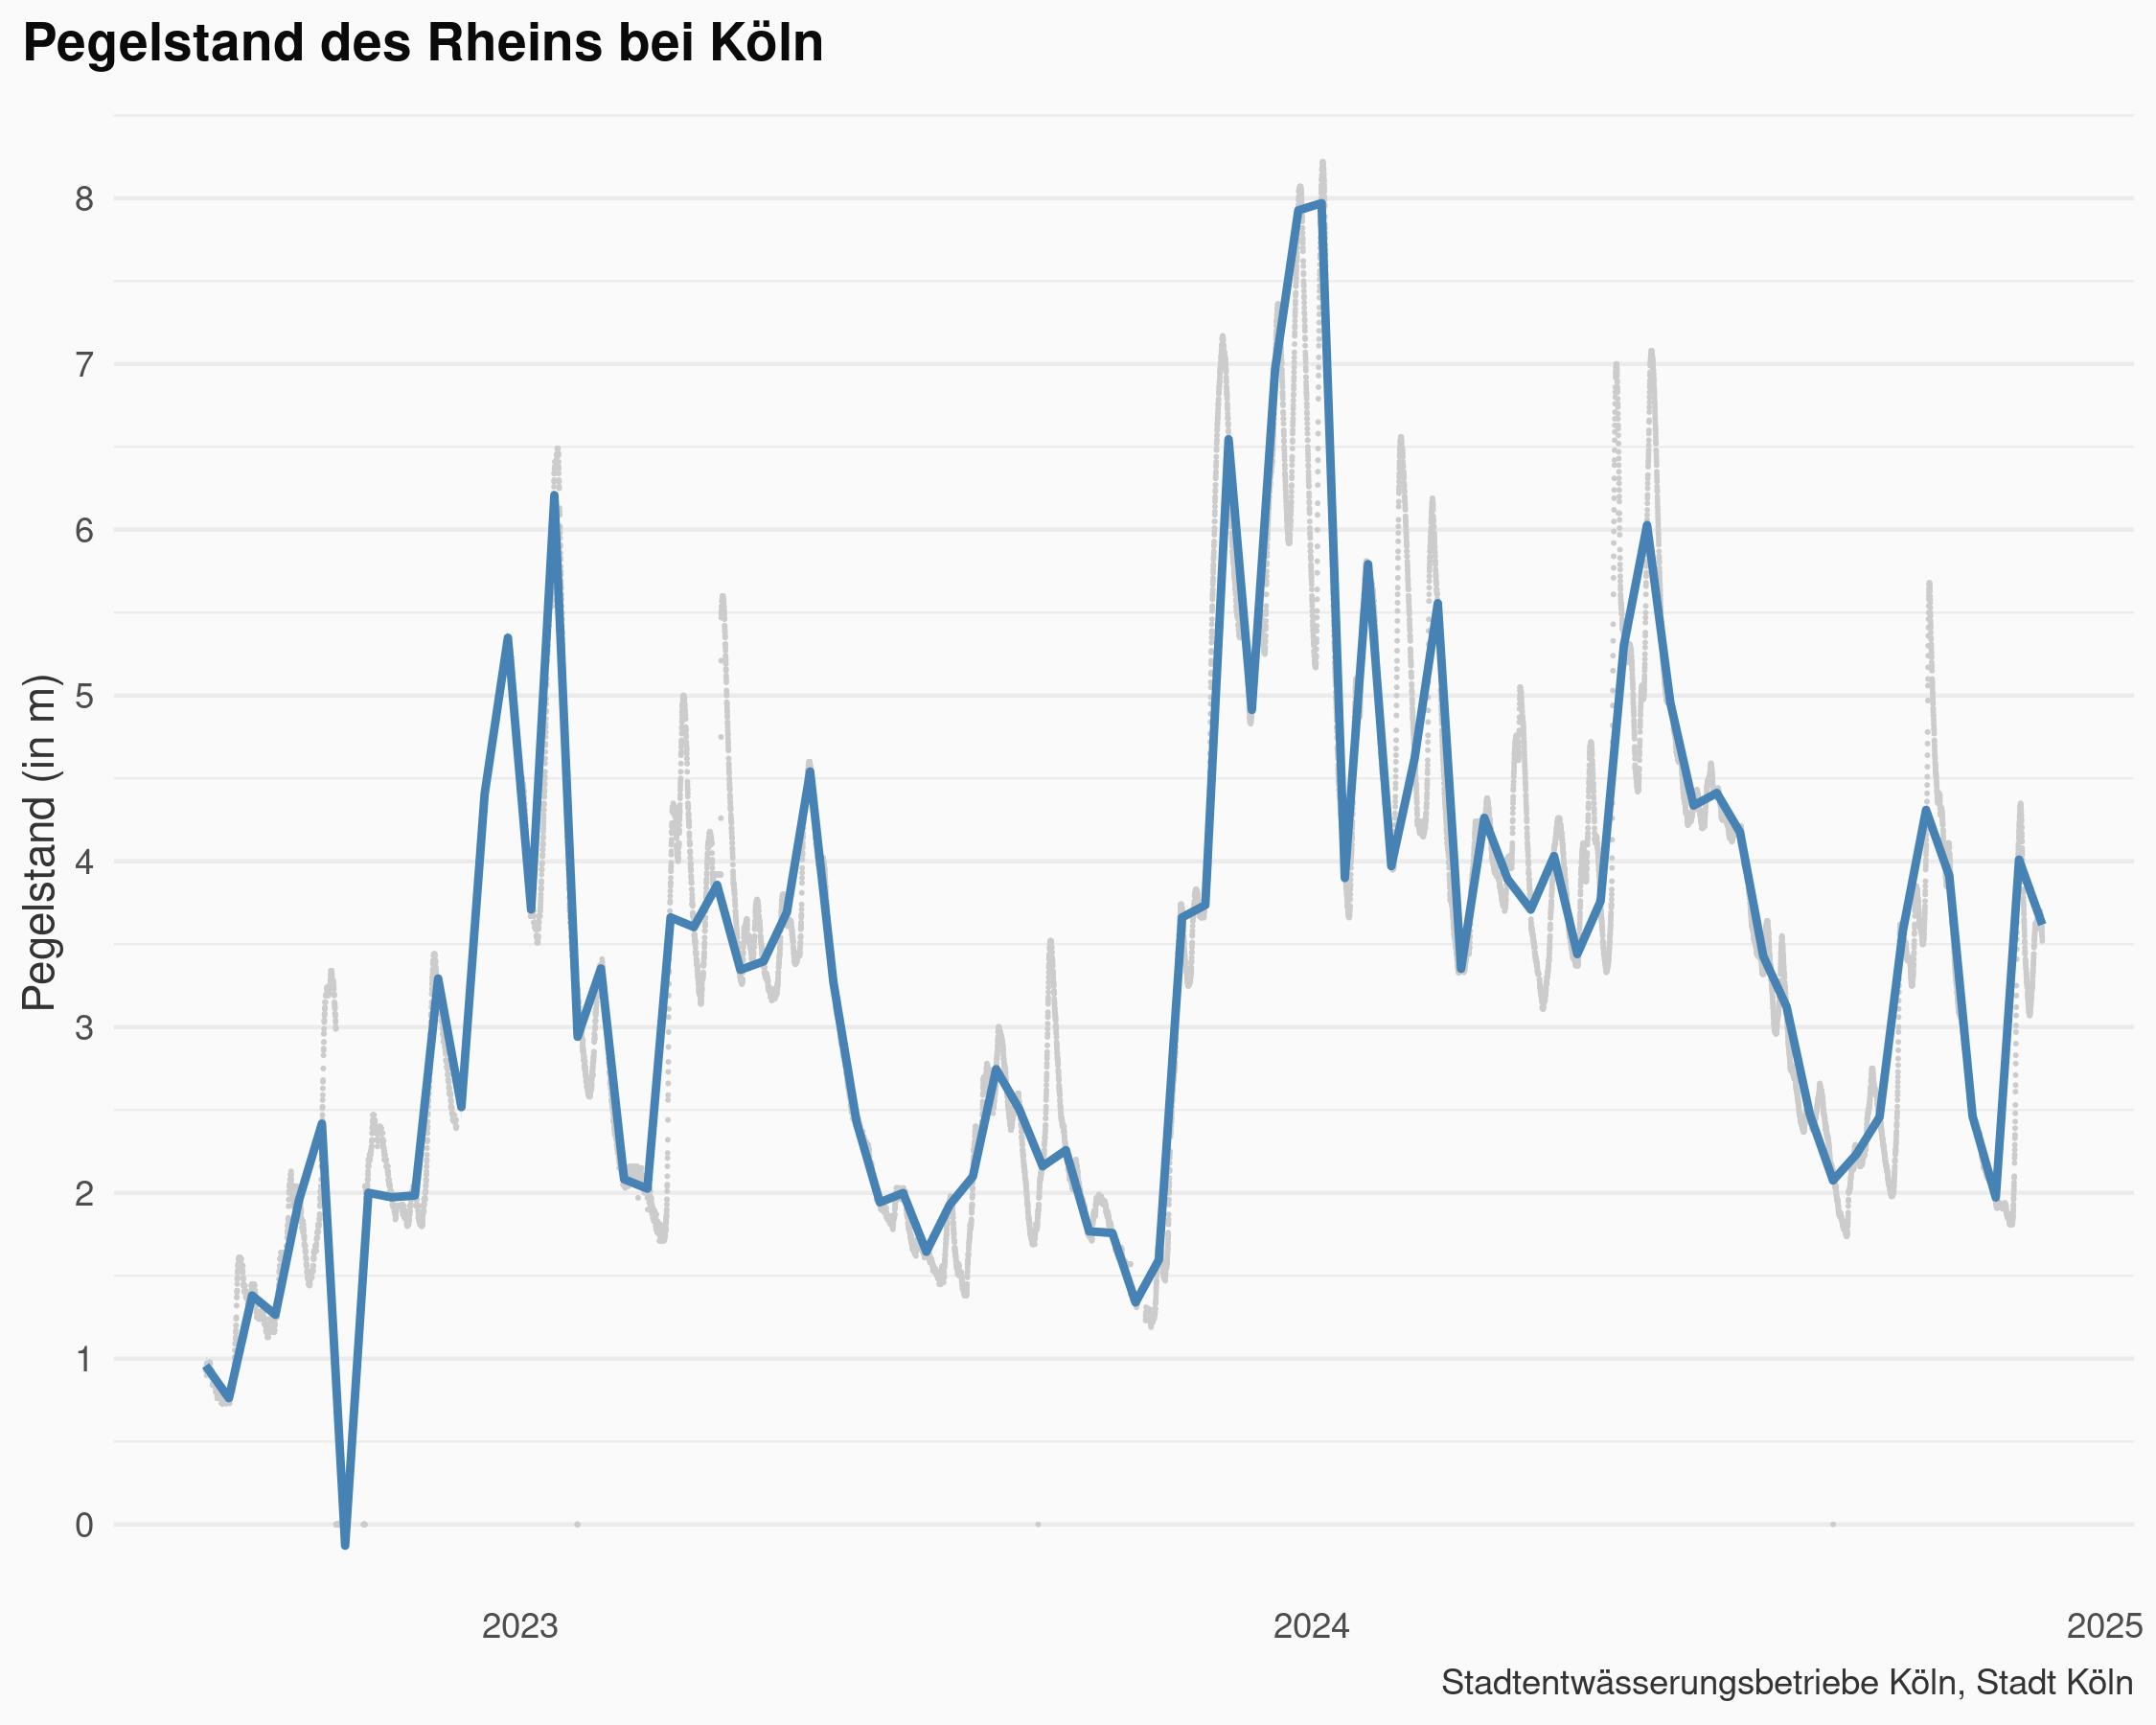 Pegelstand des Rheins bei Köln
Pegelstand (in m)
8
7
6
5
4
3
2
1
0
2023 2024 2025
Stadtentwässerungsbetriebe Köln, Stadt Köln